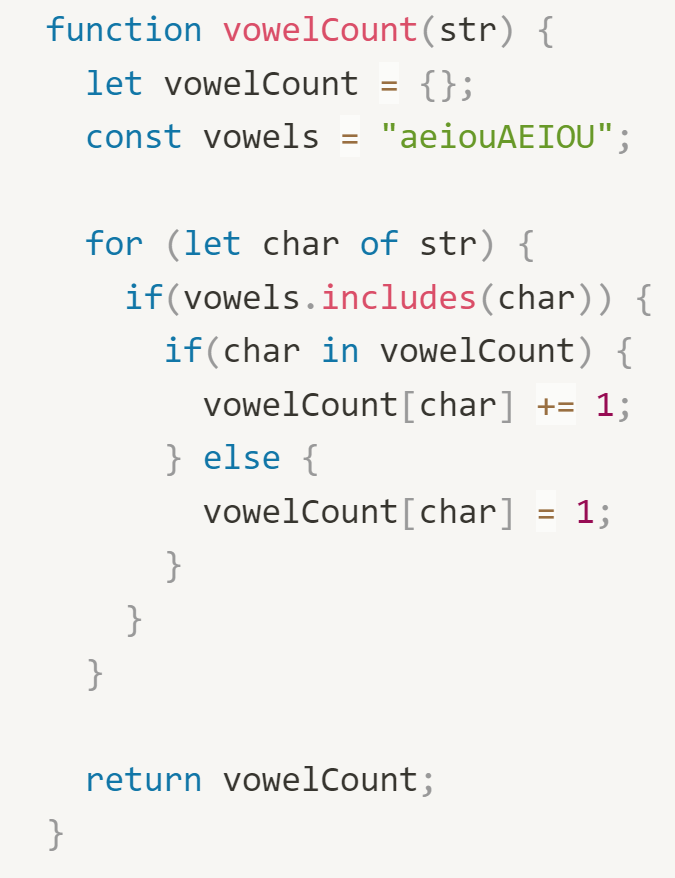 function vowelCount(str) {
  let vowelCount = {};
  const vowels = "aeiouAEIOU";

  for (let char of str) {
    if(vowels.includes(char)) {
      if(char in vowelCount) {
        vowelCount[char] += 1;
      } else {
        vowelCount[char] = 1;
      }
    }
  }

  return vowelCount;
}